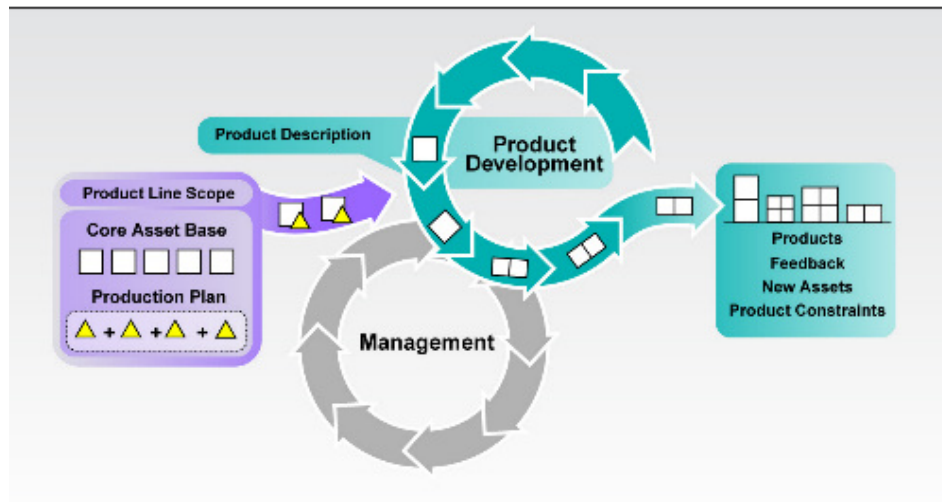 Product Description
Product
Development
Product Line Scope
Core Asset Base
Production Plan
+ + +
Management
Products
Feedback
New Assets
Product Constraints